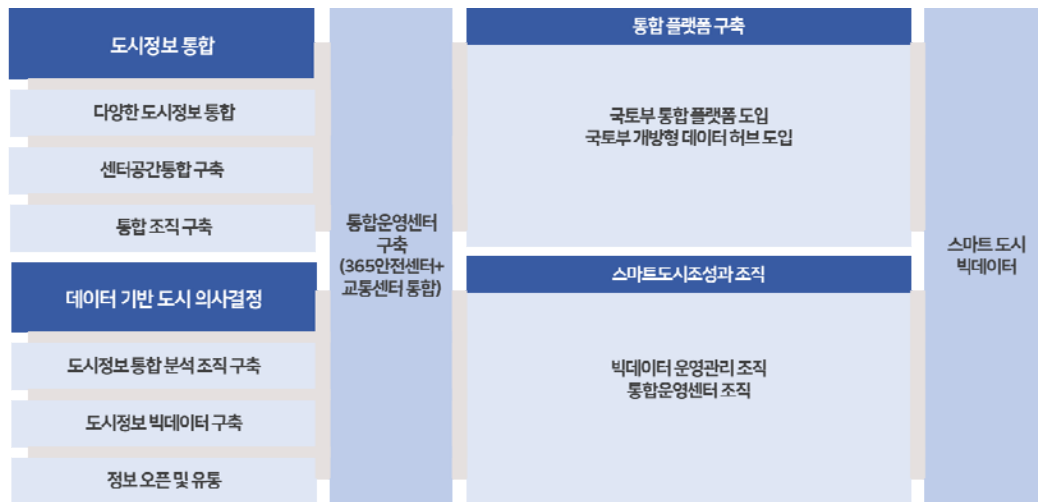 도시정보 통합
다양한 도시정보 통합
센터공간통합 구축
통합 조직 구축
데이터 기반 도시 의사결정
도시정보 통합 분석 조직 구축
도시정보 빅데이터 구축
정보 오픈 및 유통
통합운영센터
구축
(365안전센터+
교통센터 통합)
통합 플랫폼 구축
국토부 통합 플랫폼 도입
국토부 개방형 데이터 허브 도입
스마트도시조성과 조직
빅데이터 운영관리 조직
통합운영센터 조직
스마트 도시
빅데이터